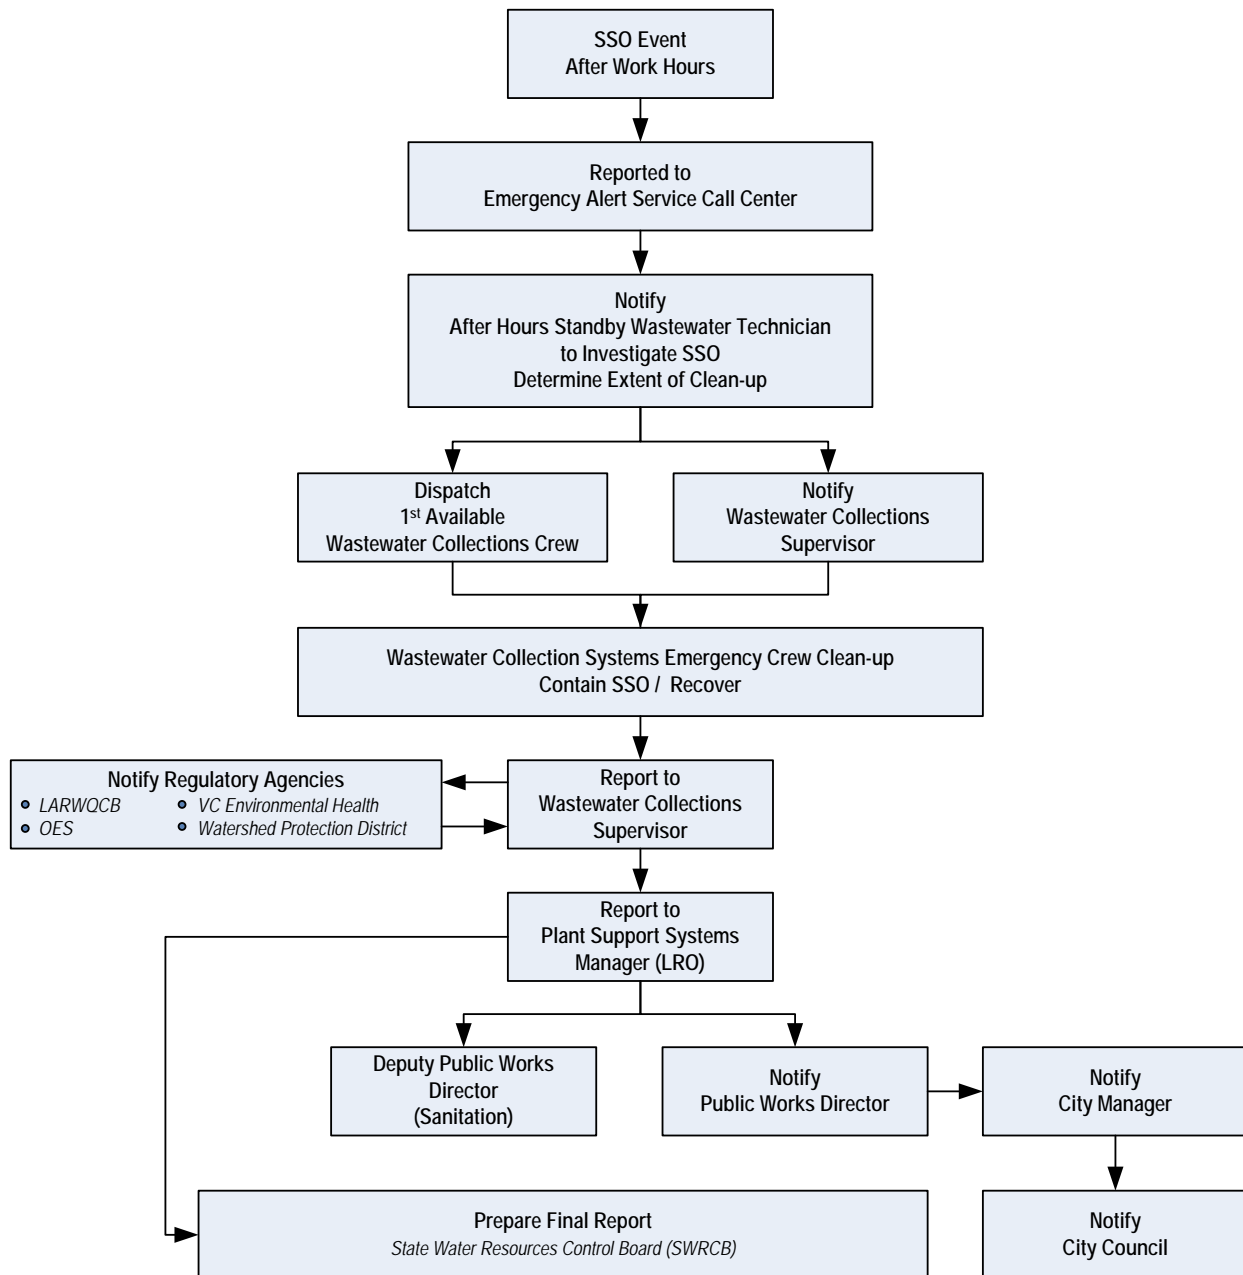 SSO Event
After Work Hours
Reported to
Emergency Alert Service Call Center
Notify
After Hours Standby Wastewater Technician
to Investigate SSO
Determine Extent of Clean-up
Dispatch
1st Available
Wastewater Collections Crew
Notify
Wastewater Collections
Supervisor
Wastewater Collection Systems Emergency Crew Clean-up
Contain SSO / Recover
Notify Regulatory Agencies
• LARWQCB
• VC Environmental Health
• OES
• Watershed Protection District
Report to
Wastewater Collections
Supervisor
Report to
Plant Support Systems
Manager (LRO)
Deputy Public Works
Director
(Sanitation)
Notify
Public Works Director
Notify
City Manager
Prepare Final Report
State Water Resources Control Board (SWRCB)
Notify
City Council